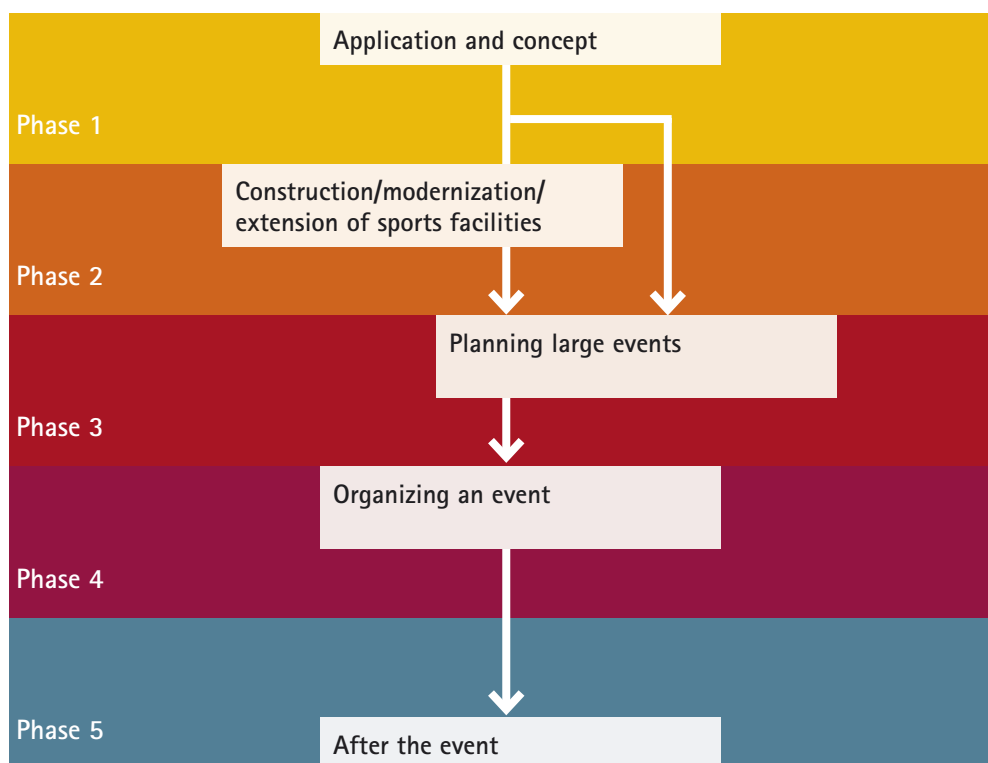 Application and concept
Phase 1
Construction/modernization/
extension of sports facilities
Phase 2
Planning large events
Phase 3
Organizing an event
Phase 4
Phase 5
After the event